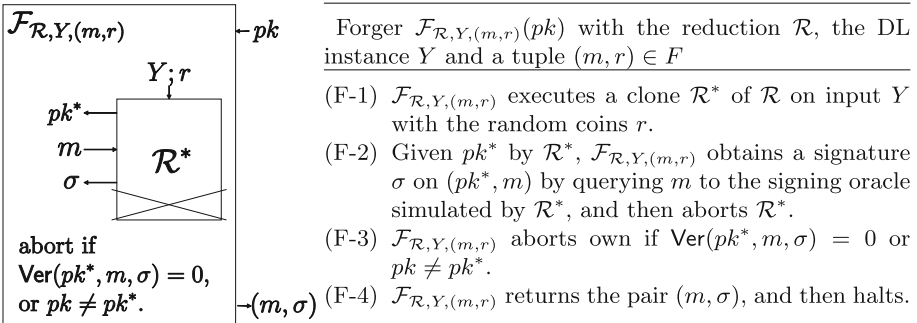 𝓕_{𝓡,Y,(m,r)}
pk
Y; r
pk*
m
𝓡*
σ
abort if
Ver(pk*, m, σ) = 0,
or pk ≠ pk*.
(m, σ)
Forger 𝓕_{𝓡,Y,(m,r)}(pk) with the reduction 𝓡, the DL
instance Y and a tuple (m, r) ∈ F
(F-1) 𝓕_{𝓡,Y,(m,r)} executes a clone 𝓡* of 𝓡 on input Y
with the random coins r.
(F-2) Given pk* by 𝓡*, 𝓕_{𝓡,Y,(m,r)} obtains a signature
σ on (pk*, m) by querying m to the signing oracle
simulated by 𝓡*, and then aborts 𝓡*.
(F-3) 𝓕_{𝓡,Y,(m,r)} aborts own if Ver(pk*, m, σ) = 0 or
pk ≠ pk*.
(F-4) 𝓕_{𝓡,Y,(m,r)} returns the pair (m, σ), and then halts.